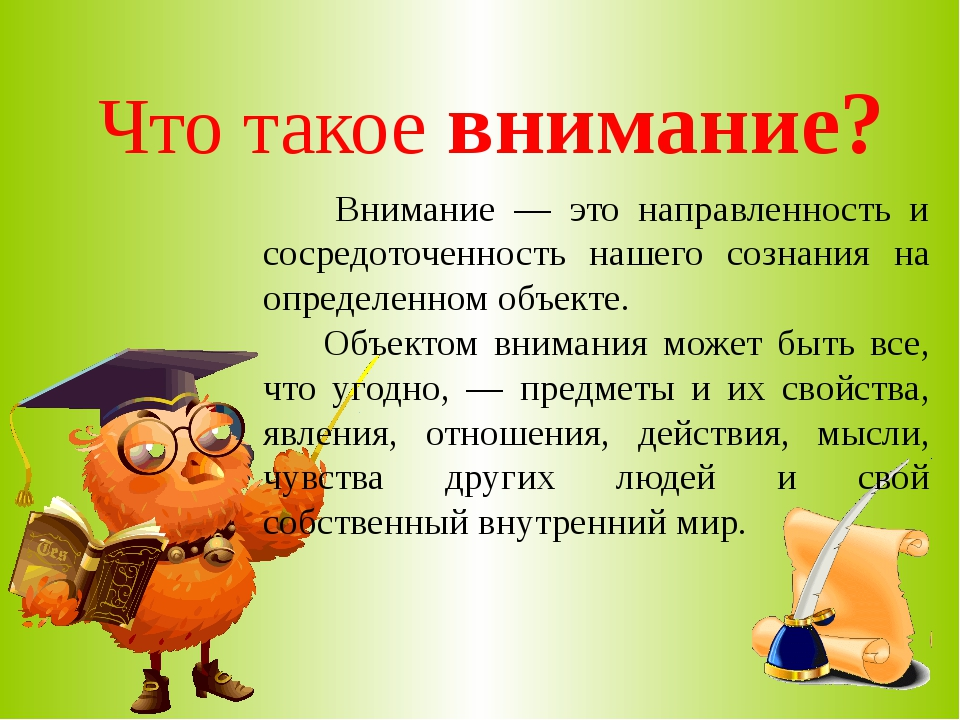 Что такое внимание?
Внимание — это направленность и
сосредоточенность нашего сознания на
определенном объекте.
Объектом внимания может быть все,
что угодно, — предметы и их свойства,
явления, отношения, действия, мысли,
чувства других людей и свой
собственный внутренний мир.